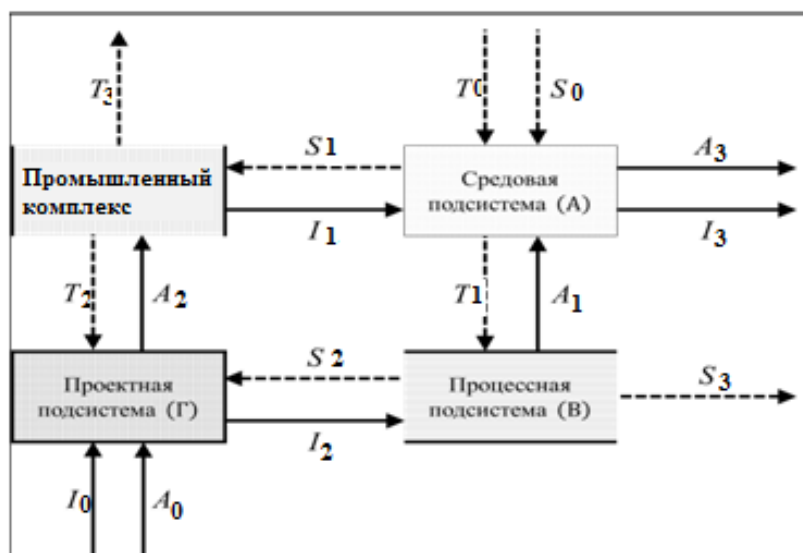 T3
T0
S0
S1
A3
Промышленный
комплекс
Средовая
подсистема (А)
I1
I3
T2
A2
T1
A1
S2
S3
Проектная
подсистема (Г)
Процессная
подсистема (В)
I2
I0
A0